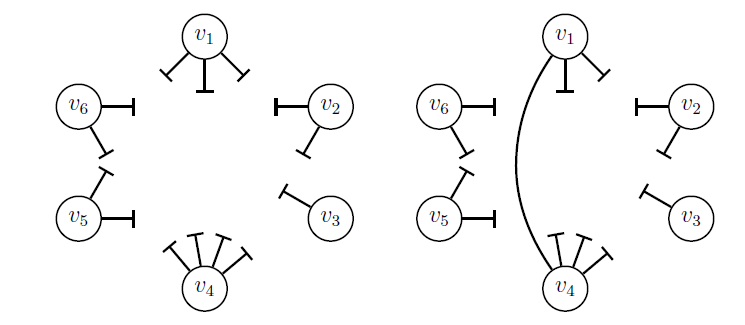 v₁ v₁
v₆ v₂ v₆ v₂
v₅ v₃ v₅ v₃
v₄ v₄